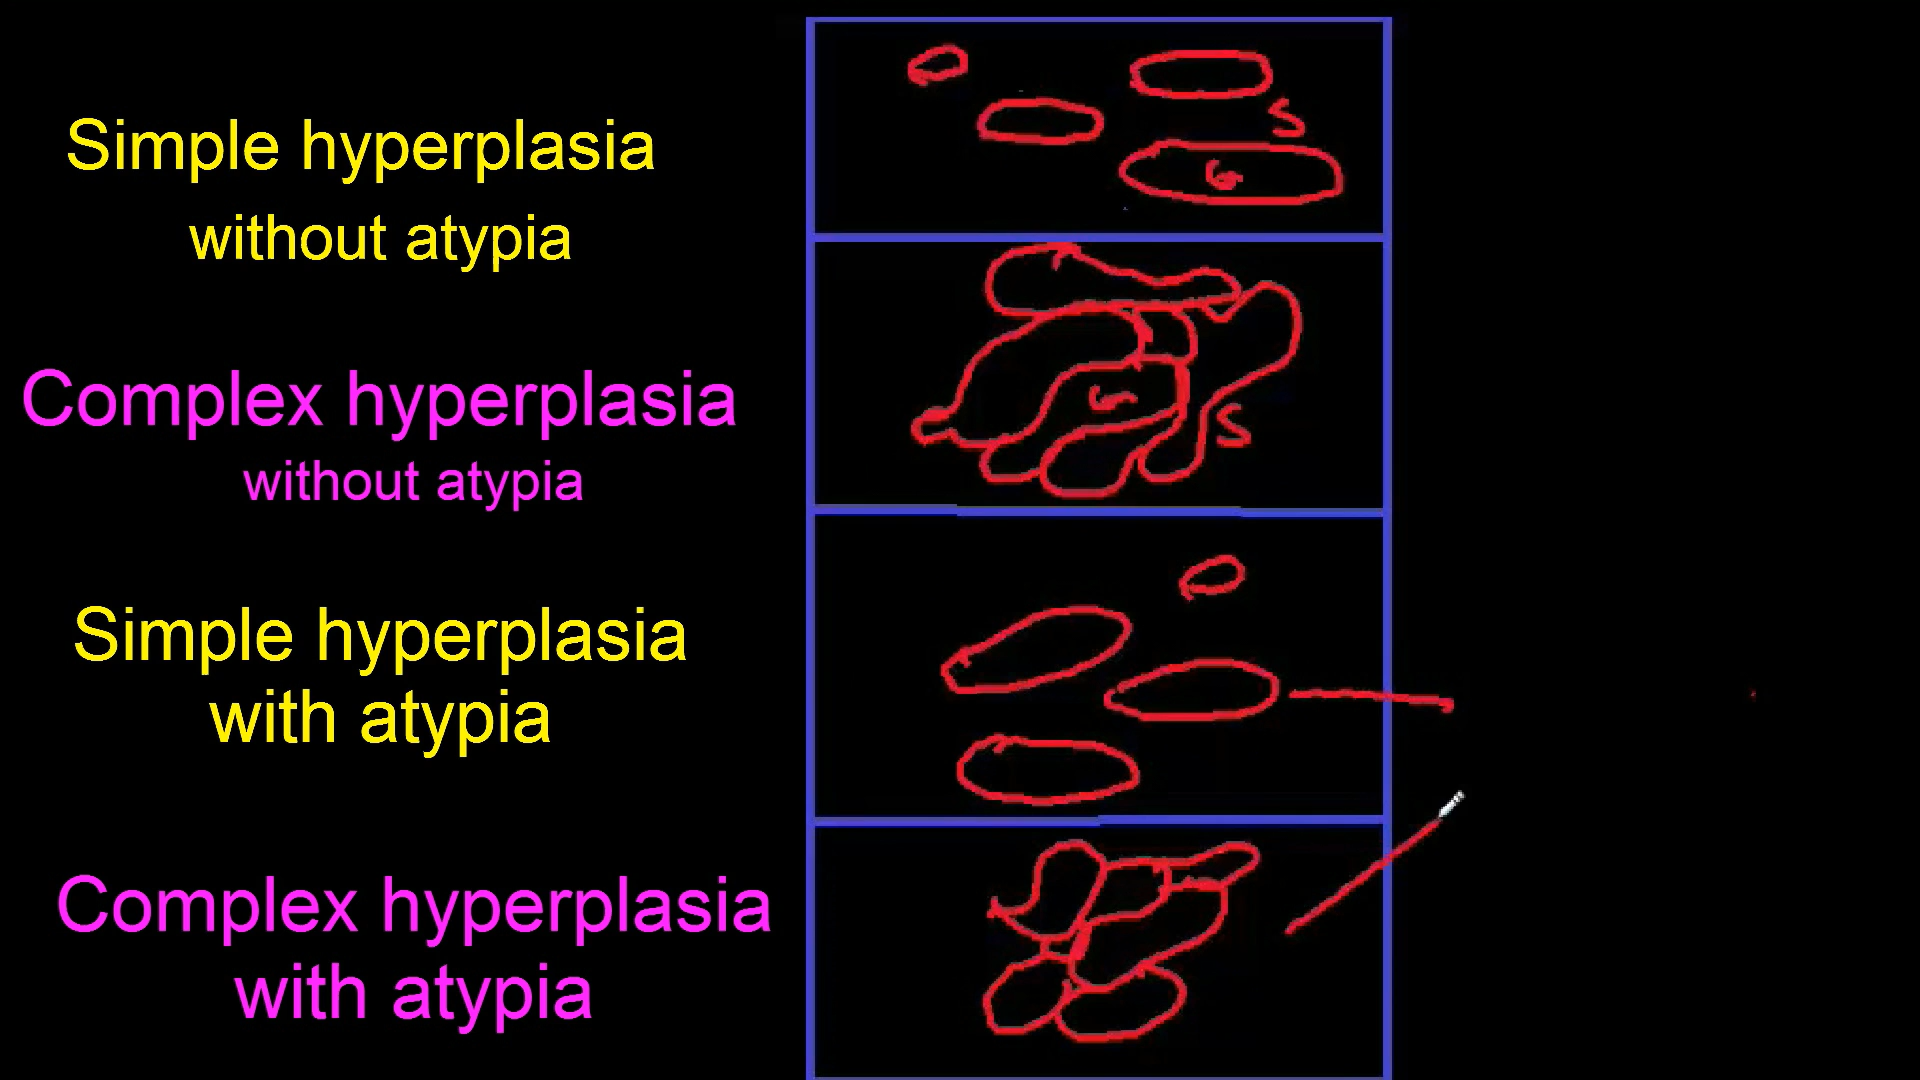 Simple hyperplasia
without atypia
S
G
Complex hyperplasia
without atypia
G
S
Simple hyperplasia
with atypia
Complex hyperplasia
with atypia